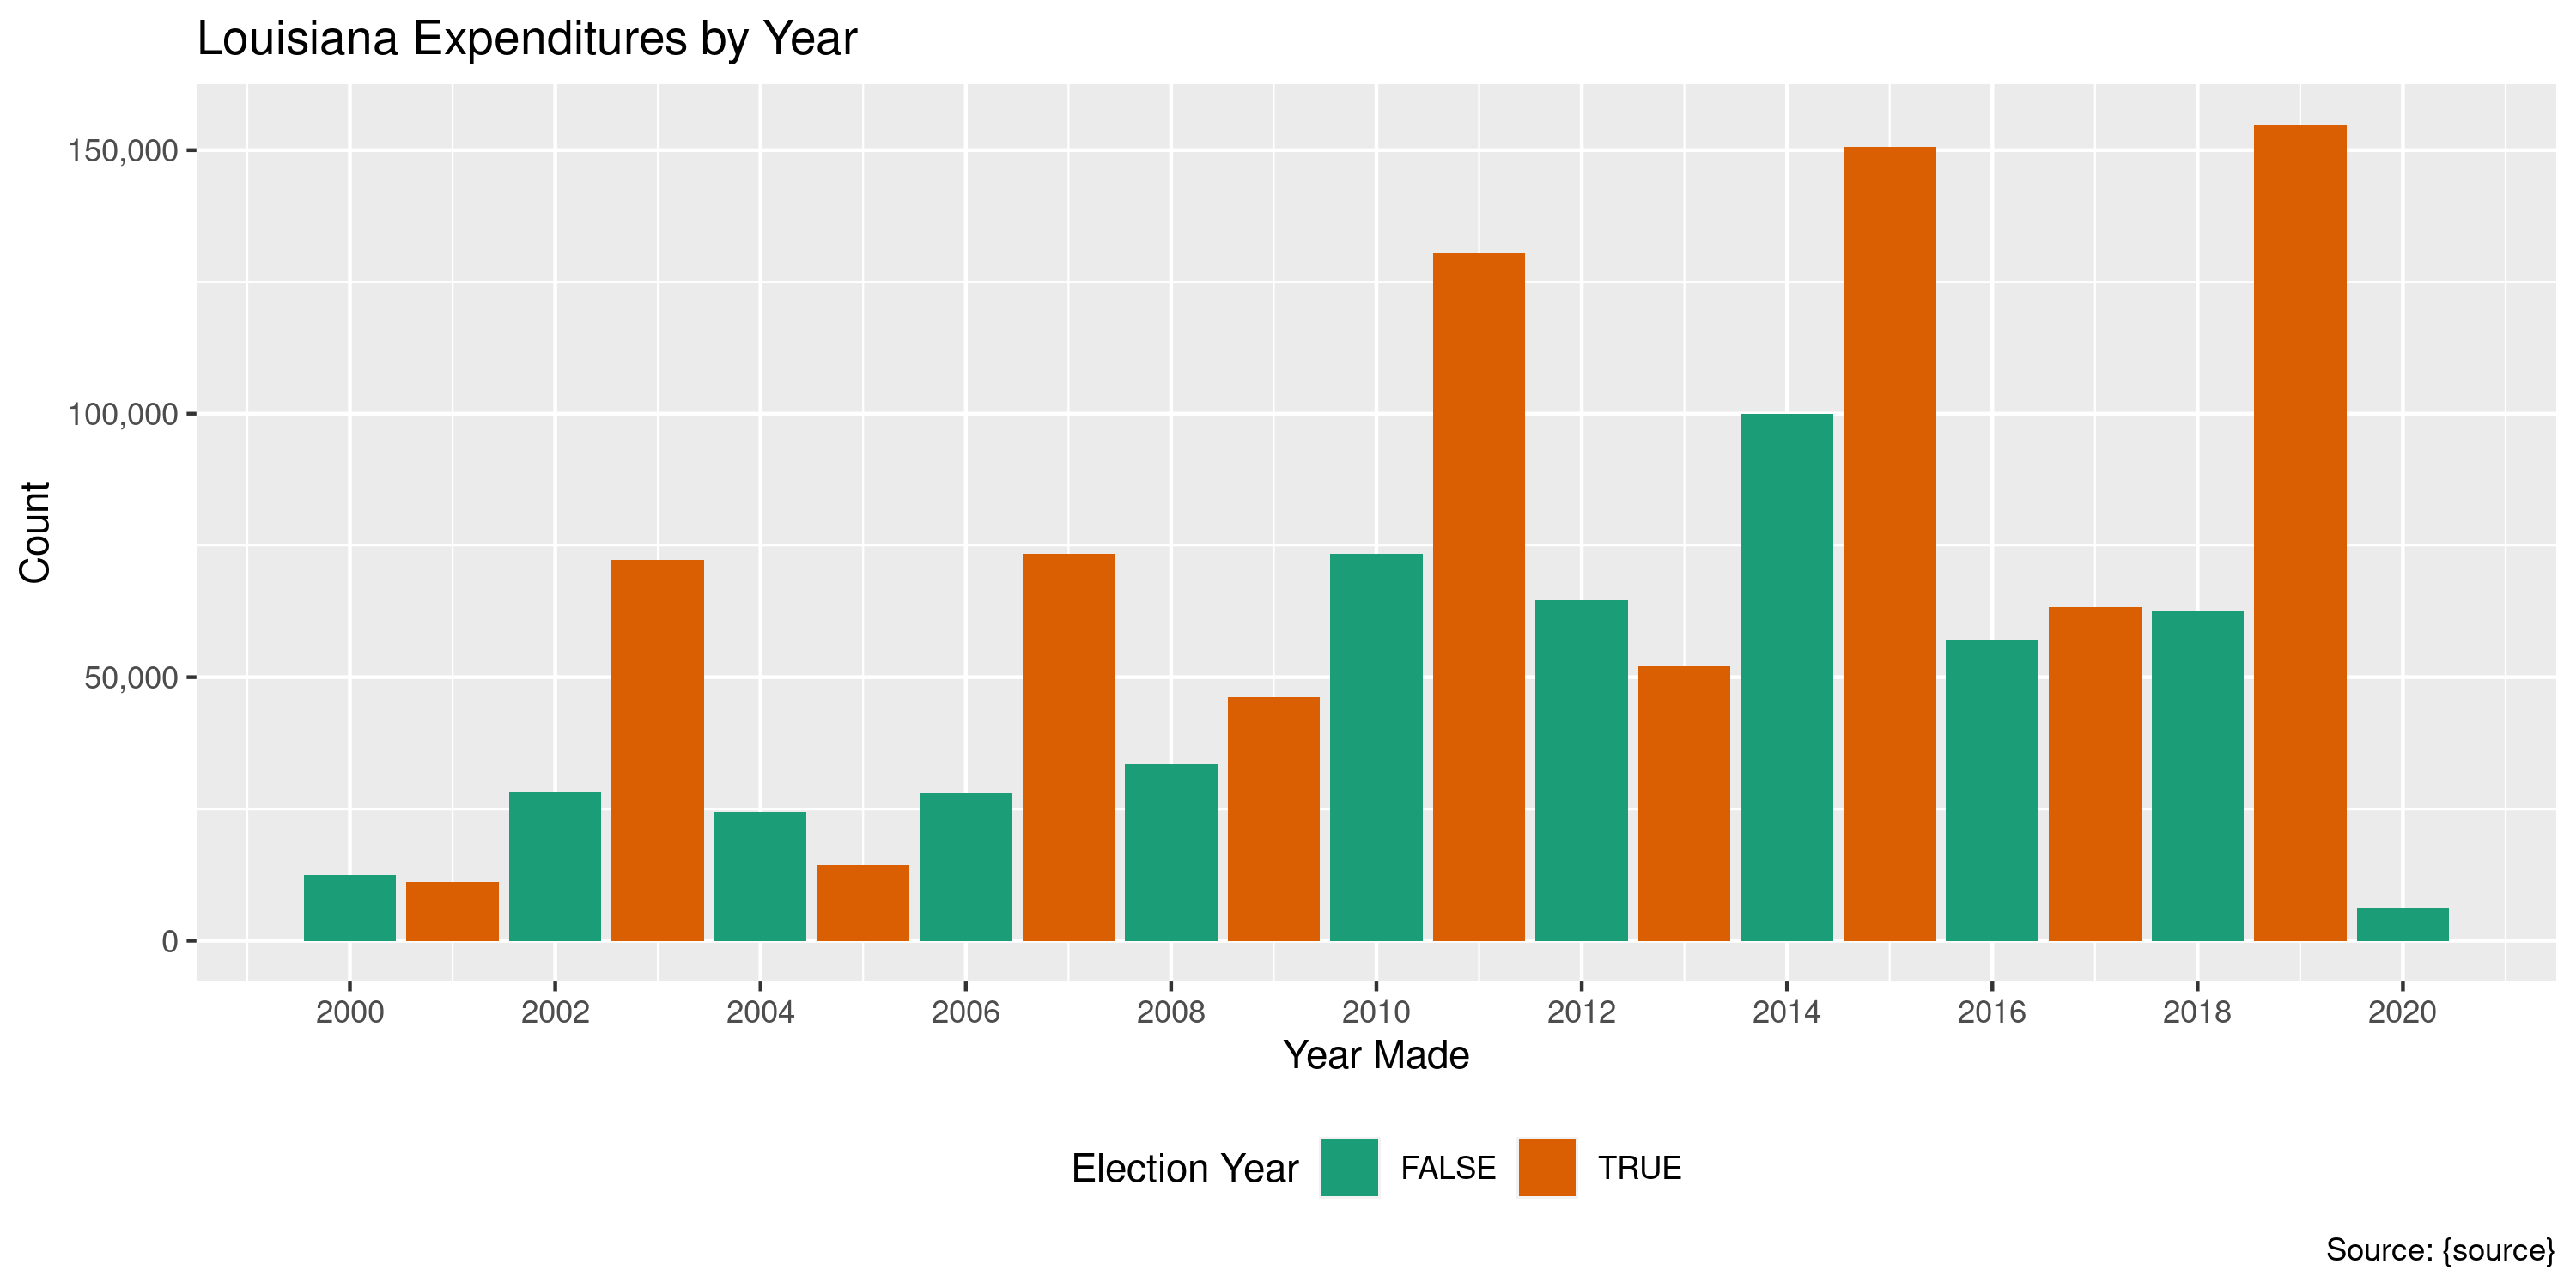 Louisiana Expenditures by Year
Count
150,000
100,000
50,000
0
2000 2002 2004 2006 2008 2010 2012 2014 2016 2018 2020
Year Made
Election Year FALSE TRUE
Source: {source}